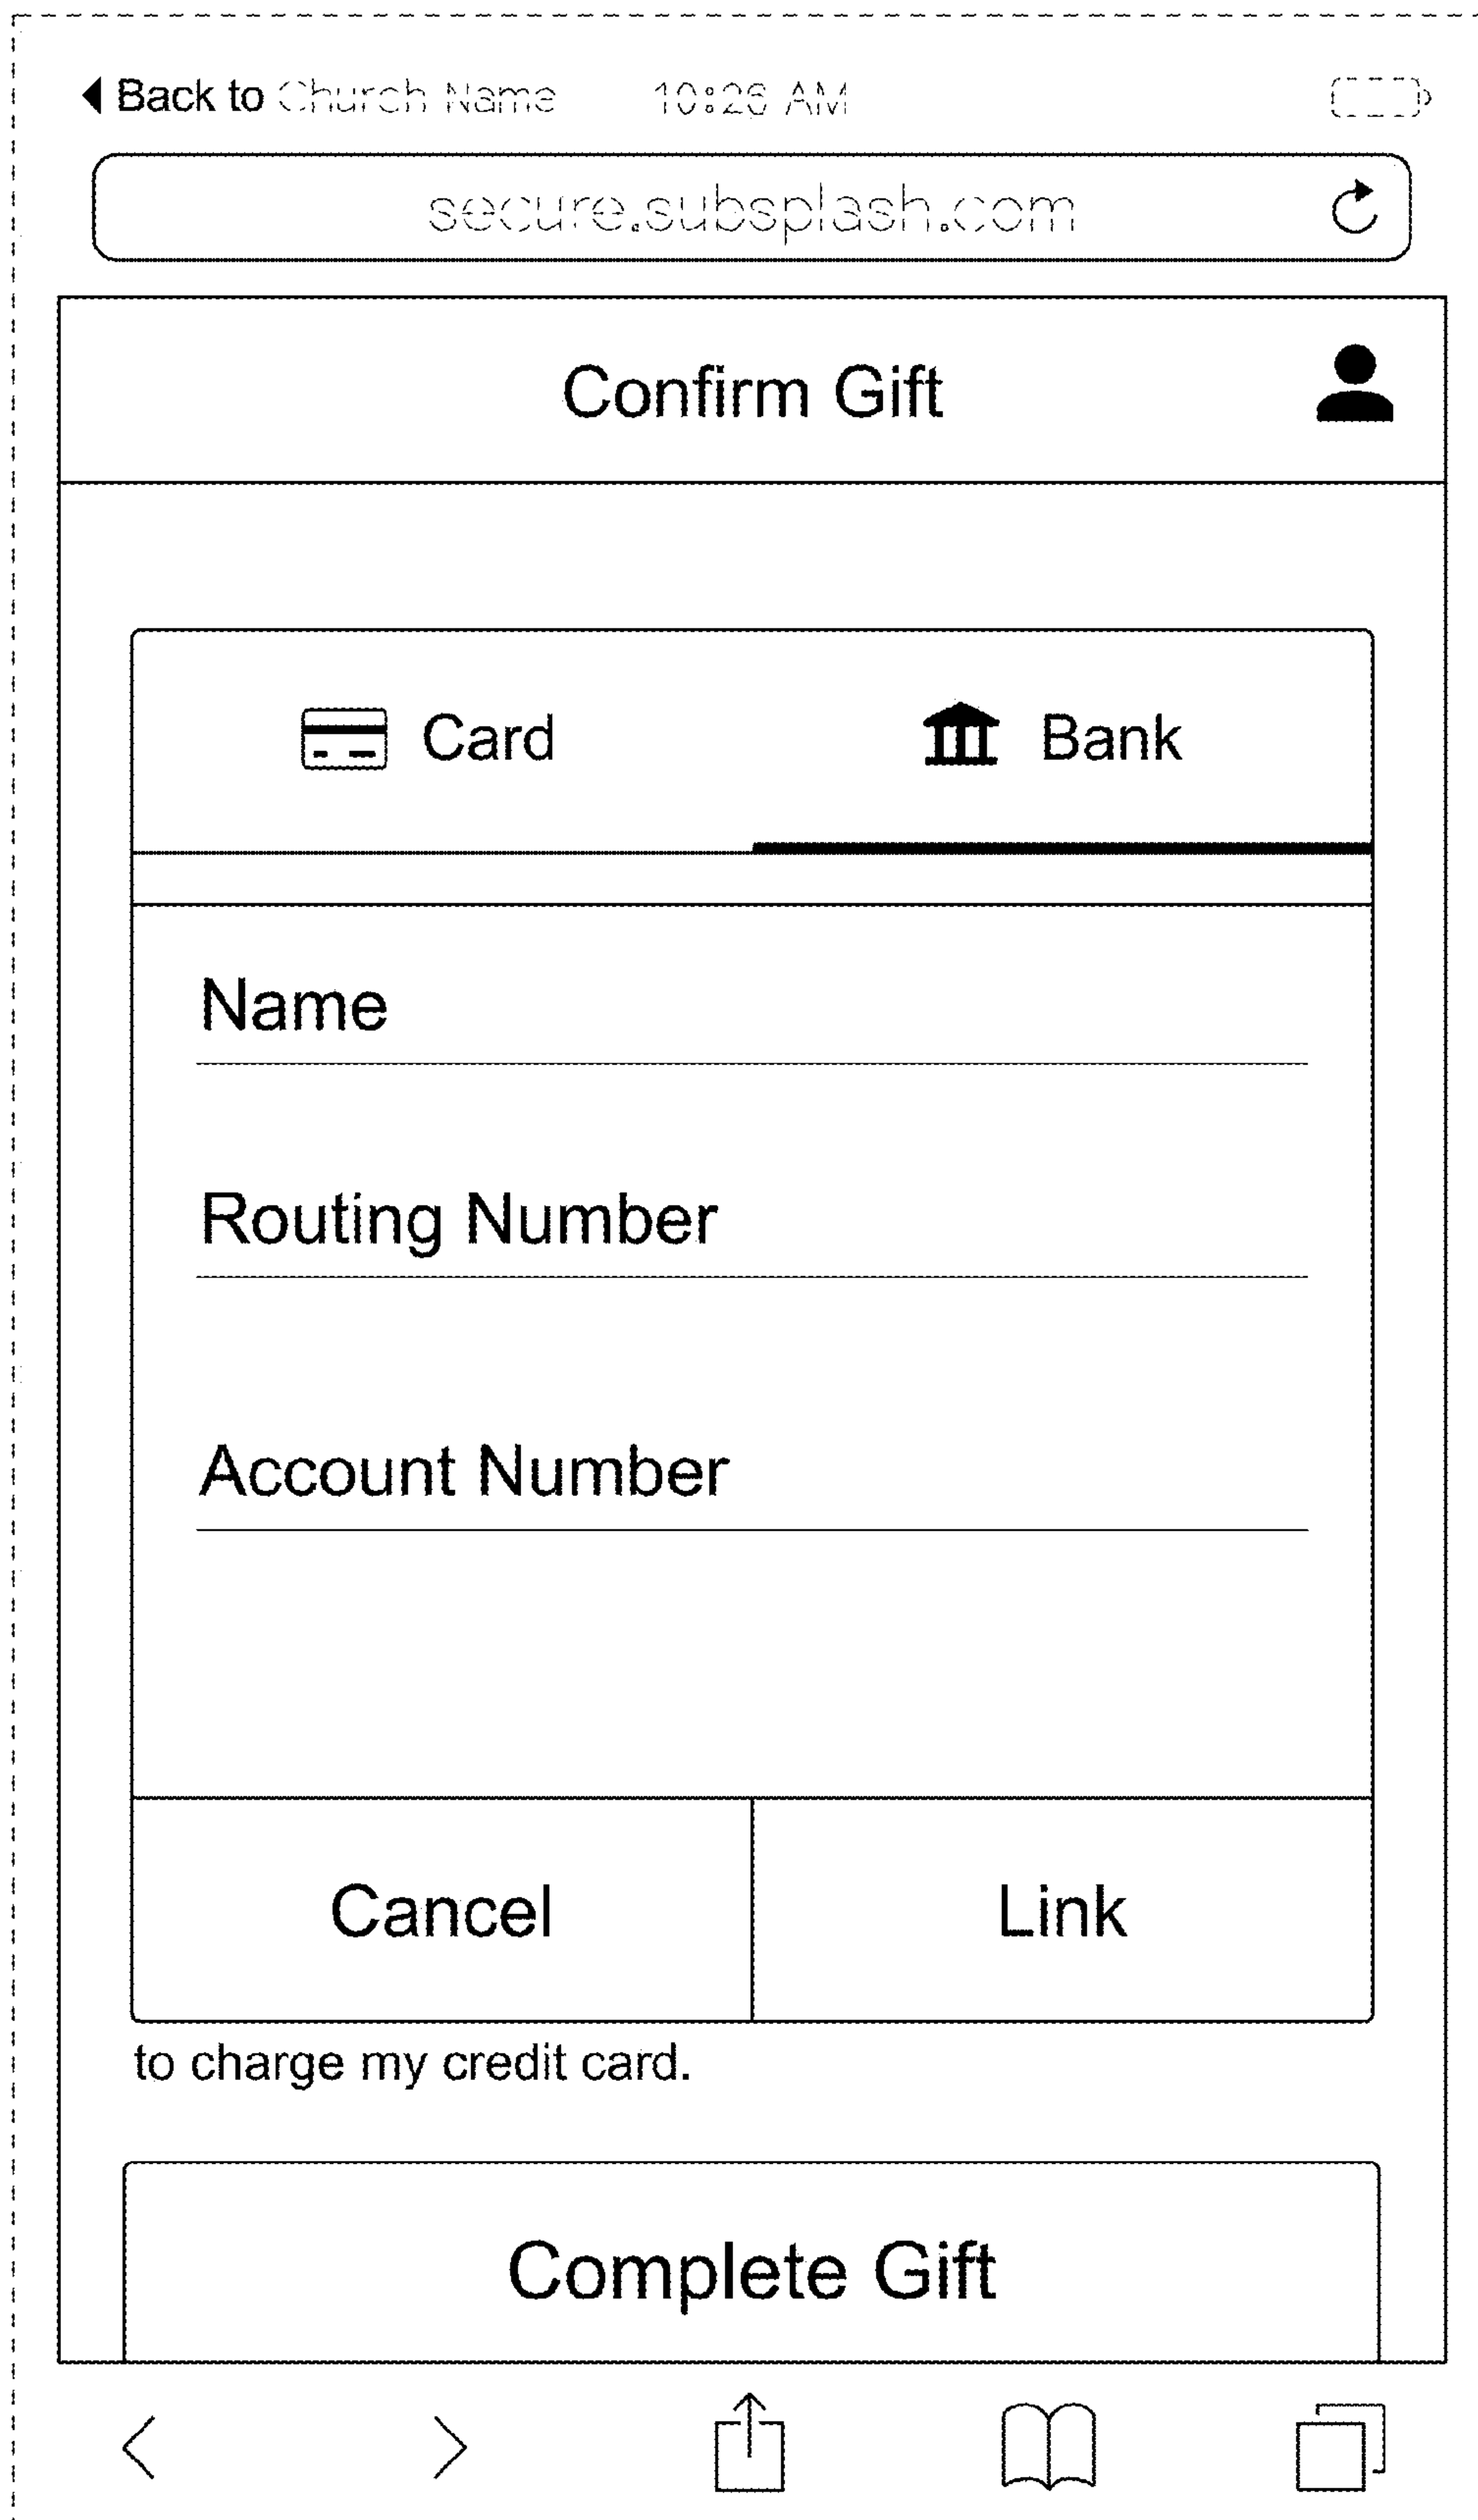 Back to Church Name 10:26 AM
secure.subsplash.com
Confirm Gift
Card Bank
Name
Routing Number
Account Number
Cancel Link
to charge my credit card.
Complete Gift